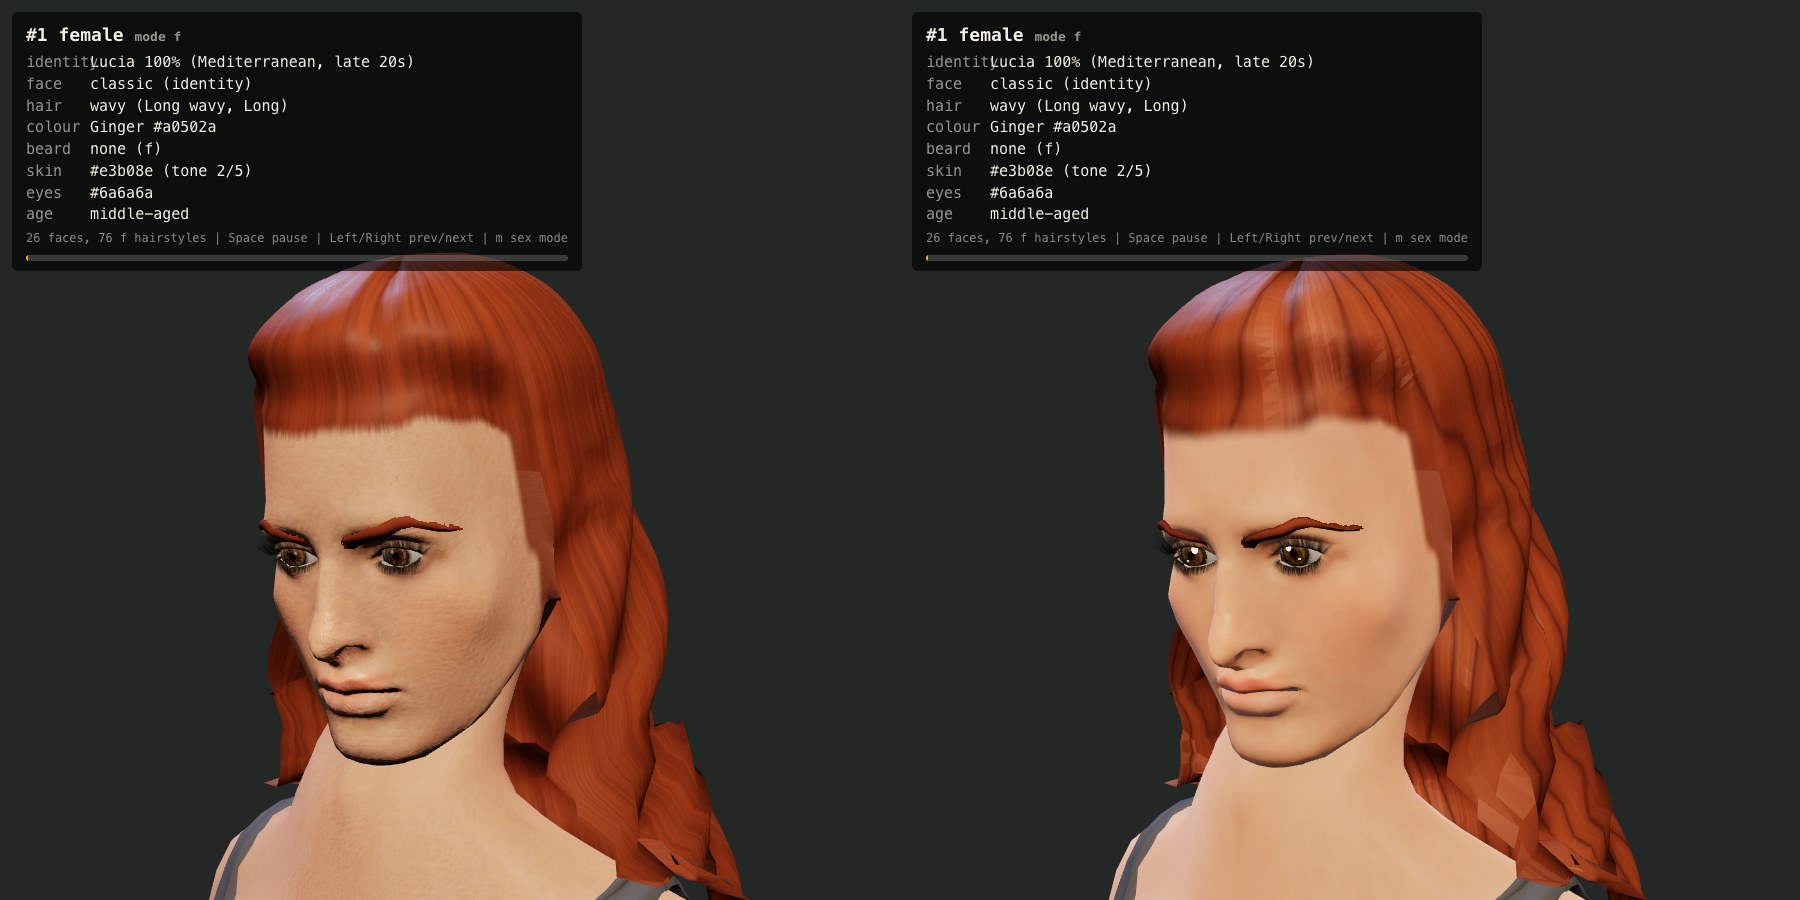 #1 female mode f
identity Lucia 100% (Mediterranean, late 20s)
face classic (identity)
hair wavy (Long wavy, Long)
colour Ginger #a0502a
beard none (f)
skin #e3b08e (tone 2/5)
eyes #6a6a6a
age middle-aged
26 faces, 76 f hairstyles | Space pause | Left/Right prev/next | m sex mode
#1 female mode f
identity Lucia 100% (Mediterranean, late 20s)
face classic (identity)
hair wavy (Long wavy, Long)
colour Ginger #a0502a
beard none (f)
skin #e3b08e (tone 2/5)
eyes #6a6a6a
age middle-aged
26 faces, 76 f hairstyles | Space pause | Left/Right prev/next | m sex mode